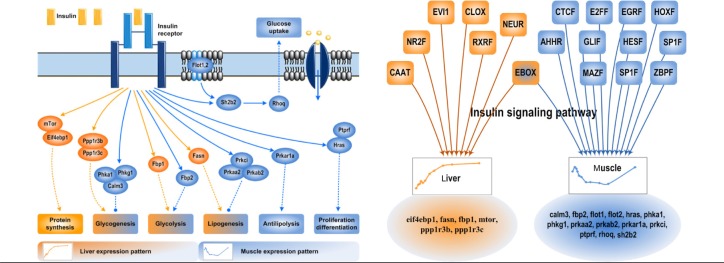 Insulin
Insulin
receptor
Glucose
uptake
Flot1,2
Sh2b2
Rhoq
mTor
Eif4ebp1
Ppp1r3b
Ppp1r3c
Phka1
Phkg1
Calm3
Fbp1
Fbp2
Fasn
Prkci
Prkaa2
Prkab2
Prkar1a
Ptprf
Hras
Protein
synthesis
Glycogenesis
Glycolysis
Lipogenesis
Antilipolysis
Proliferation
differentiation
Liver expression pattern
Muscle expression pattern
EVI1
CLOX
NEUR
NR2F
RXRF
CAAT
EBOX
CTCF
E2FF
EGRF
HOXF
AHHR
GLIF
HESF
SP1F
MAZF
SP1F
ZBPF
Insulin signaling pathway
Liver
Muscle
eif4ebp1, fasn, fbp1, mtor,
ppp1r3b, ppp1r3c
calm3, fbp2, flot1, flot2, hras, phka1,
phkg1, prkaa2, prkab2, prkar1a, prkci,
ptprf, rhoq, sh2b2